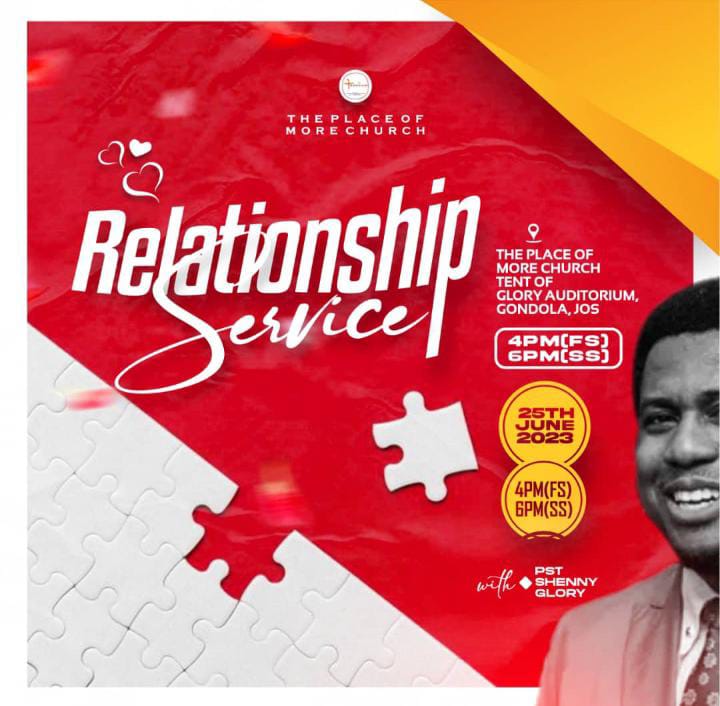 THE PLACE OF
MORE CHURCH
Relationship
Service
THE PLACE OF
MORE CHURCH
TENT OF
GLORY AUDITORIUM,
GONDOLA, JOS
4PM(FS)
6PM(SS)
25TH
JUNE
2023
4PM(FS)
6PM(SS)
with
PST
SHENNY
GLORY